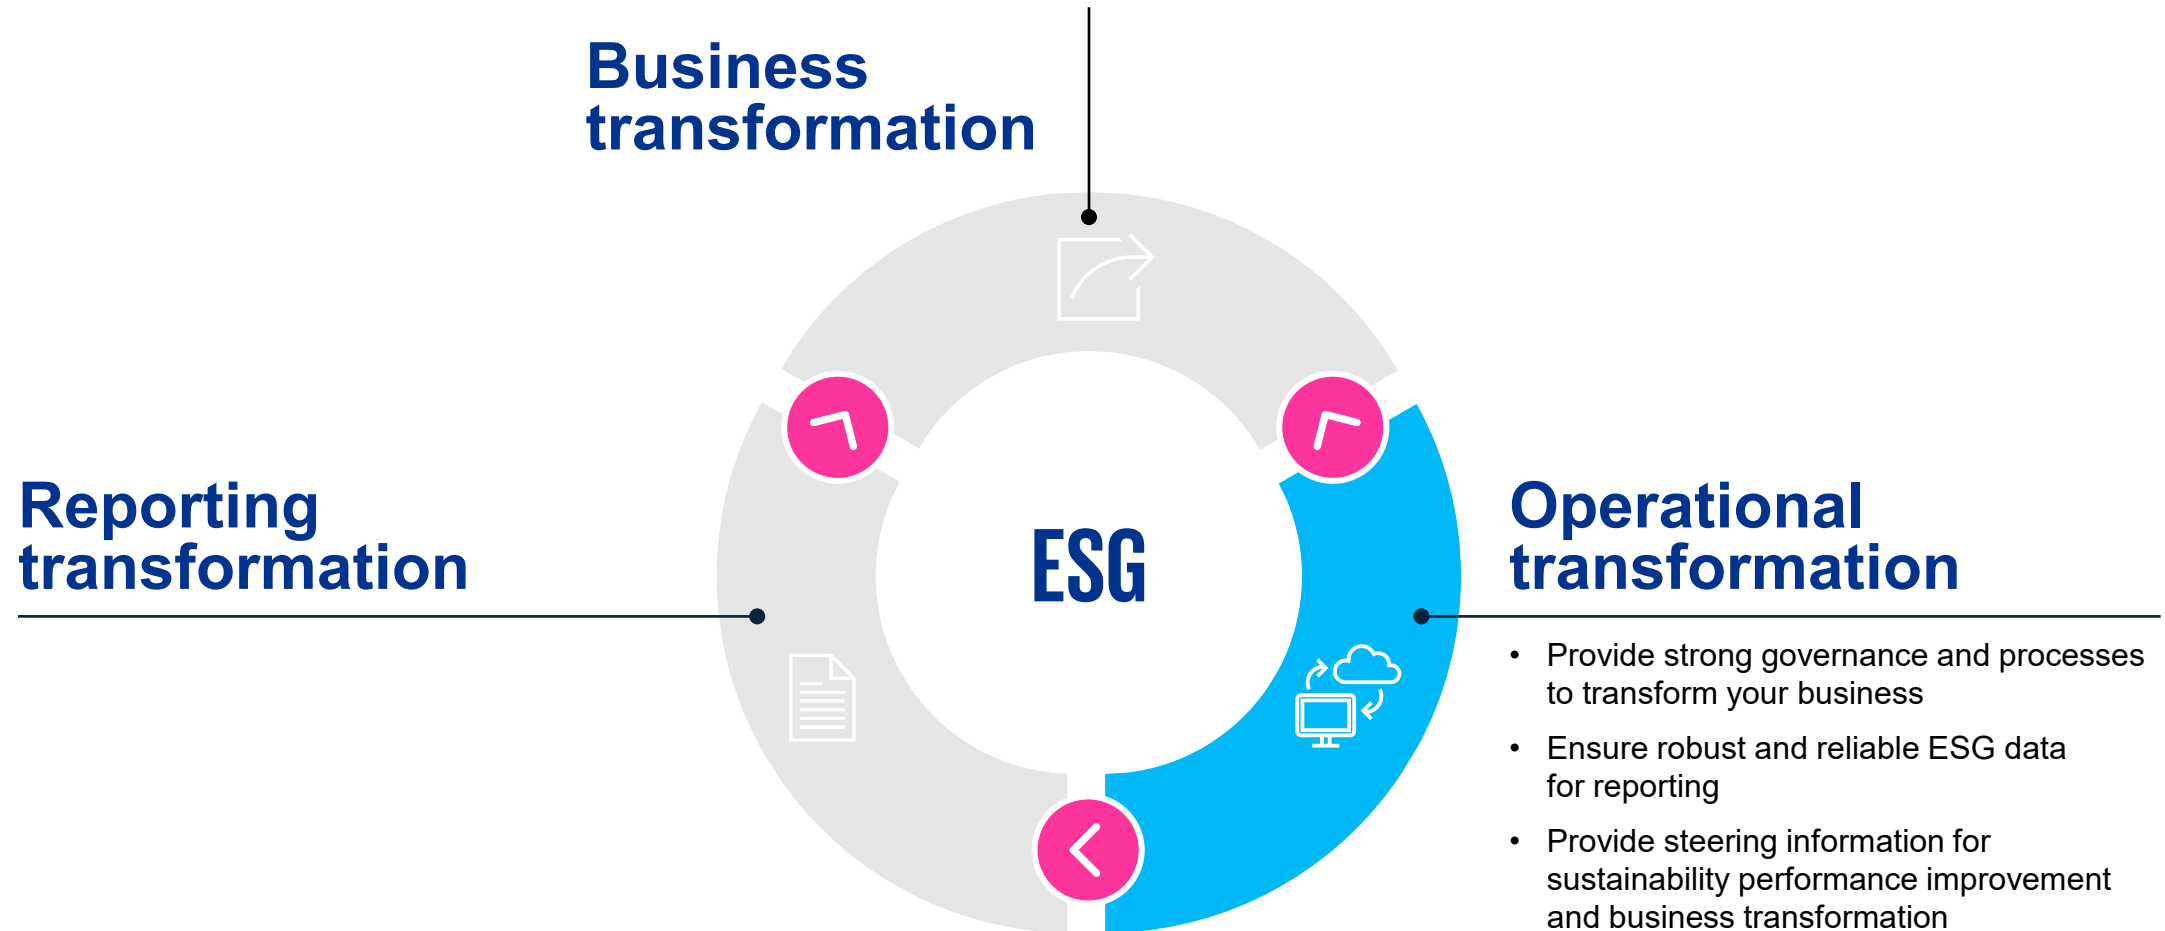 Business
transformation
Reporting
transformation
ESG
Operational
transformation
• Provide strong governance and processes
to transform your business
• Ensure robust and reliable ESG data
for reporting
• Provide steering information for
sustainability performance improvement
and business transformation